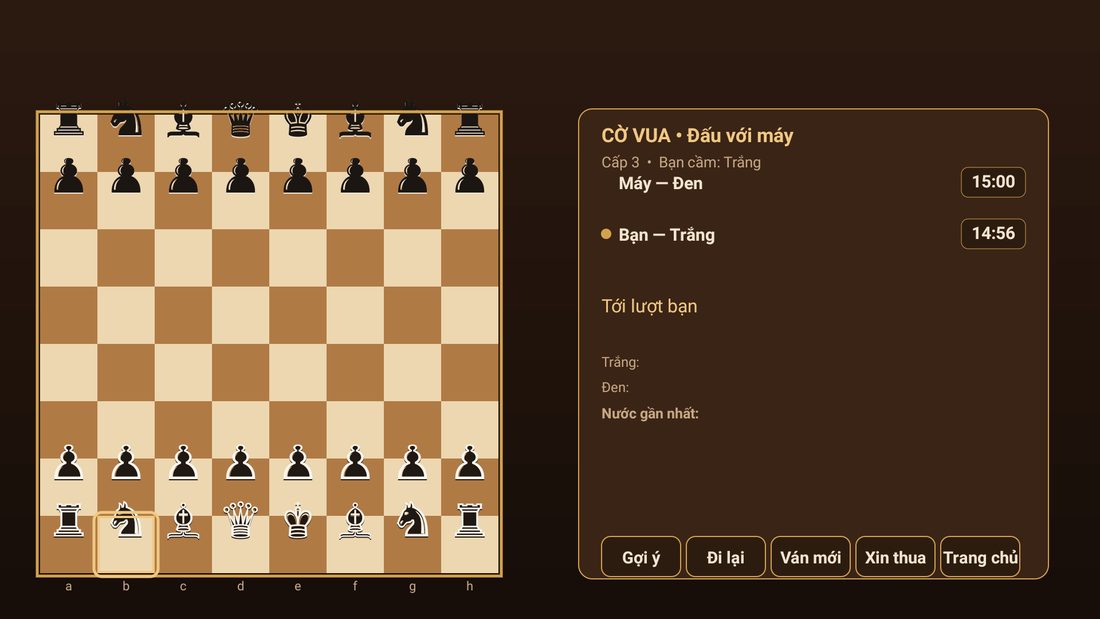 CỜ VUA • Đấu với máy
Cấp 3 • Bạn cầm: Trắng
Máy — Đen
15:00
Bạn — Trắng
14:56
Tới lượt bạn
Trắng:
Đen:
Nước gần nhất:
Gợi ý
Đi lại
Ván mới
Xin thua
Trang chủ
a b c d e f g h